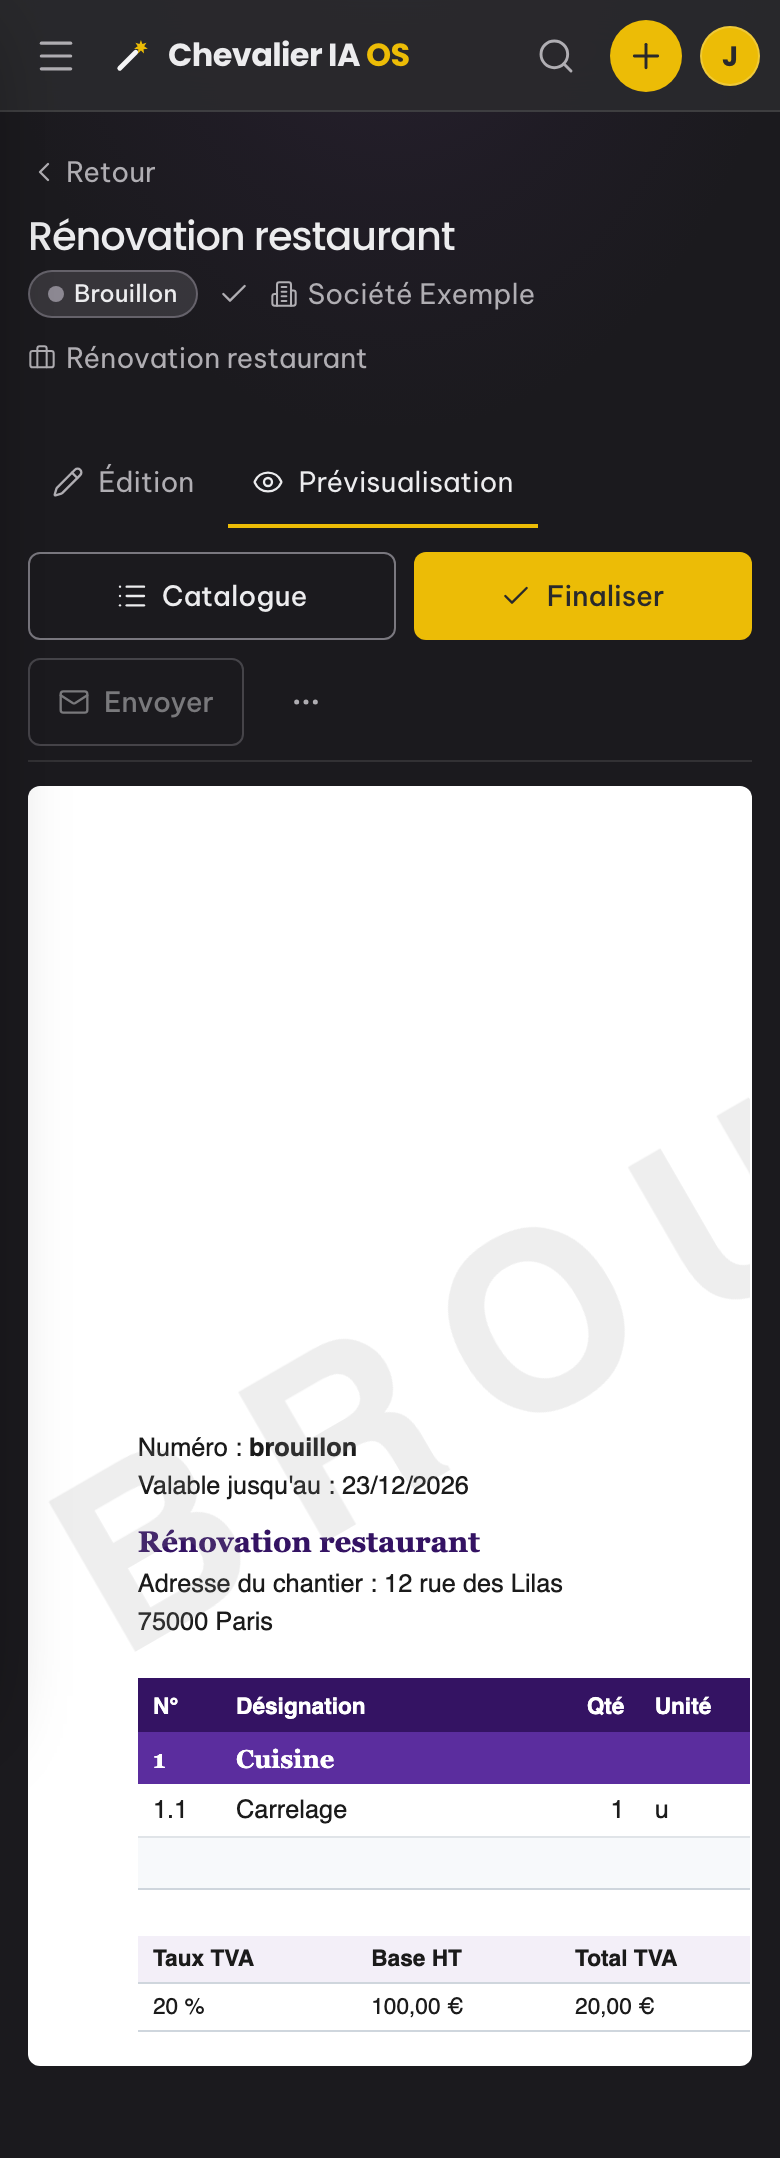 Chevalier IA OS
J
Retour
Rénovation restaurant
Brouillon
Société Exemple
Rénovation restaurant
Édition
Prévisualisation
Catalogue
Finaliser
Envoyer
BROU
Numéro : brouillon
Valable jusqu'au : 23/12/2026
Rénovation restaurant
Adresse du chantier : 12 rue des Lilas
75000 Paris
N° Désignation Qté Unité
1 Cuisine
1.1 Carrelage 1 u
Taux TVA Base HT Total TVA
20 % 100,00 € 20,00 €